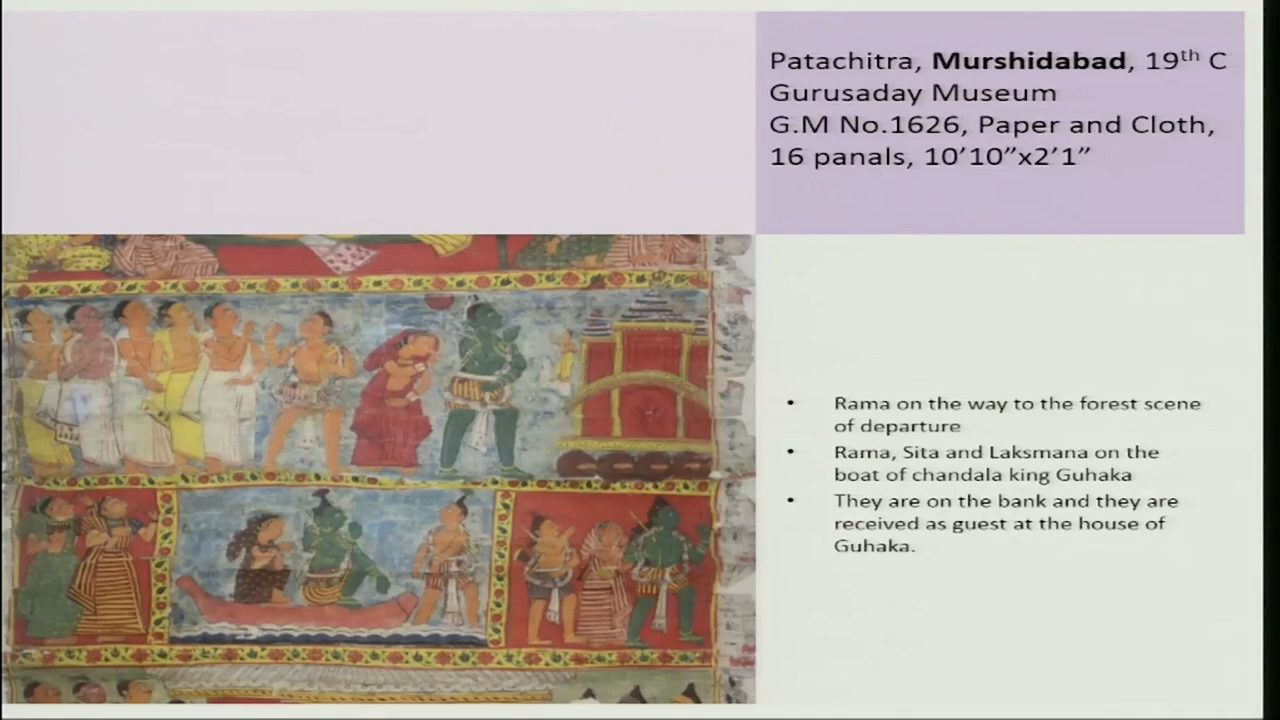 Patachitra, Murshidabad, 19th C
Gurusaday Museum
G.M No.1626, Paper and Cloth,
16 panals, 10’10”x2’1”
• Rama on the way to the forest scene
of departure
• Rama, Sita and Laksmana on the
boat of chandala king Guhaka
• They are on the bank and they are
received as guest at the house of
Guhaka.